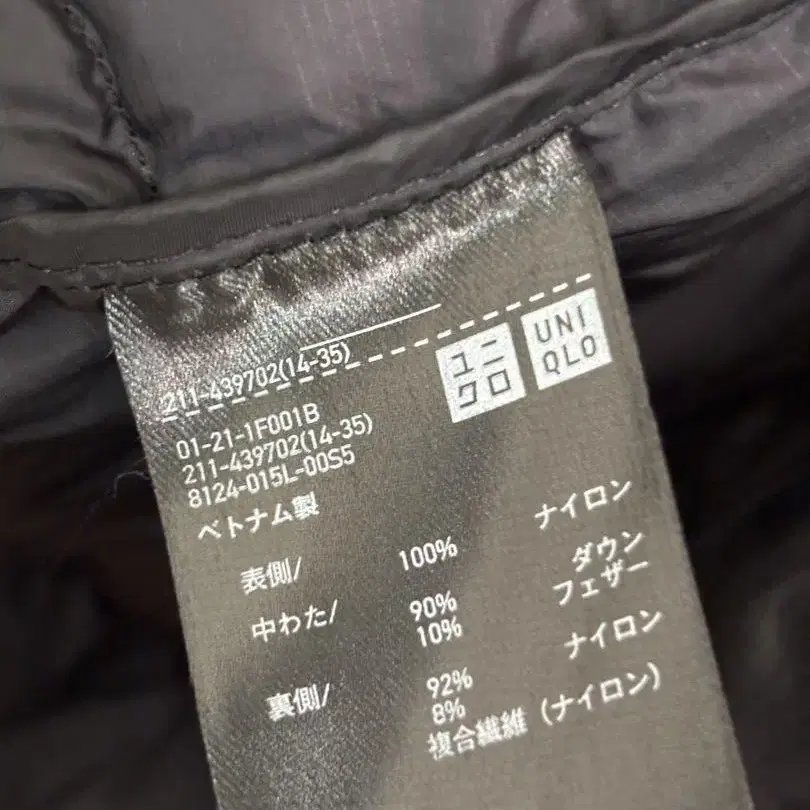 211-439702(14-35)
ユニクロ
UNIQLO
01-21-1F001B
211-439702(14-35)
8124-015L-00S5
ベトナム製
表側/ 100% ナイロン
中わた/ 90% ダウン
10% フェザー
裏側/ 92% ナイロン
8% 複合繊維 (ナイロン)